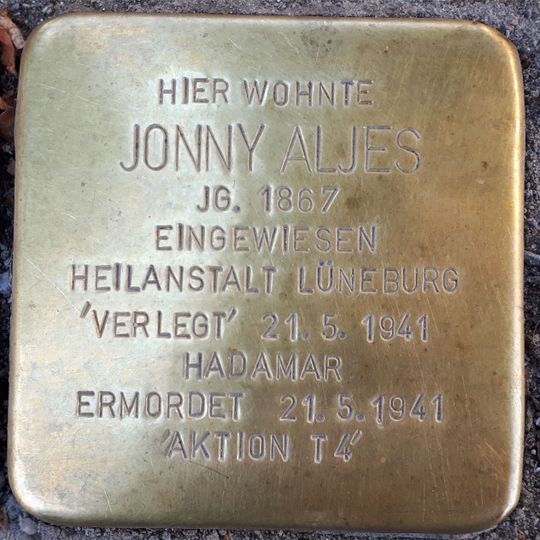 HIER WOHNTE
JONNY ALJES
JG. 1867
EINGEWIESEN
HEILANSTALT LÜNEBURG
'VERLEGT' 21.5.1941
HADAMAR
ERMORDET 21.5.1941
'AKTION T4'